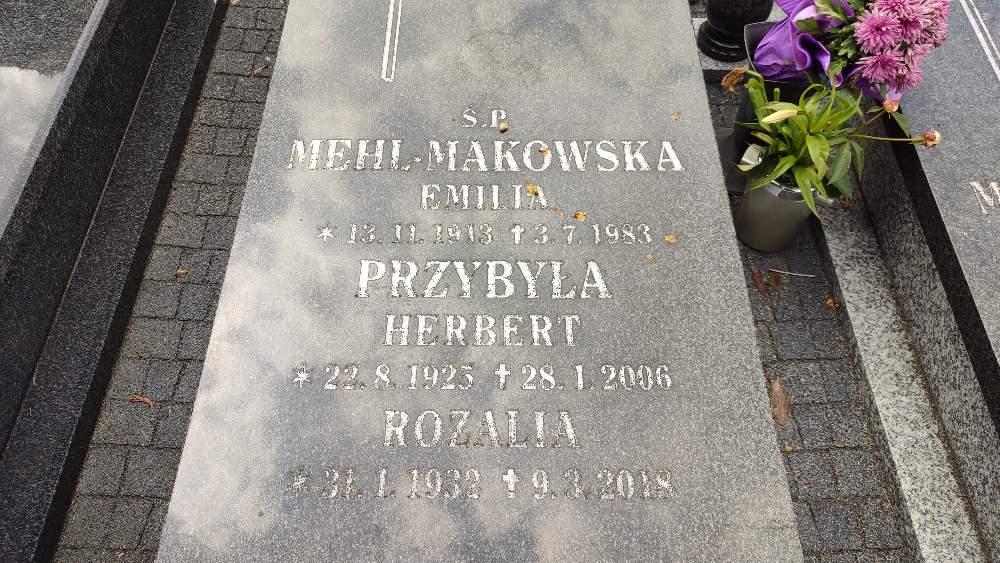 Ś.P.
MEHL-MAKOWSKA
EMILIA
* 13. 11. 1913 ✝ 3. 7. 1983
PRZYBYŁA
HERBERT
* 22. 8. 1925 ✝ 28. 1. 2006
ROZALIA
* 31. 1. 1932 ✝ 9. 3. 2018